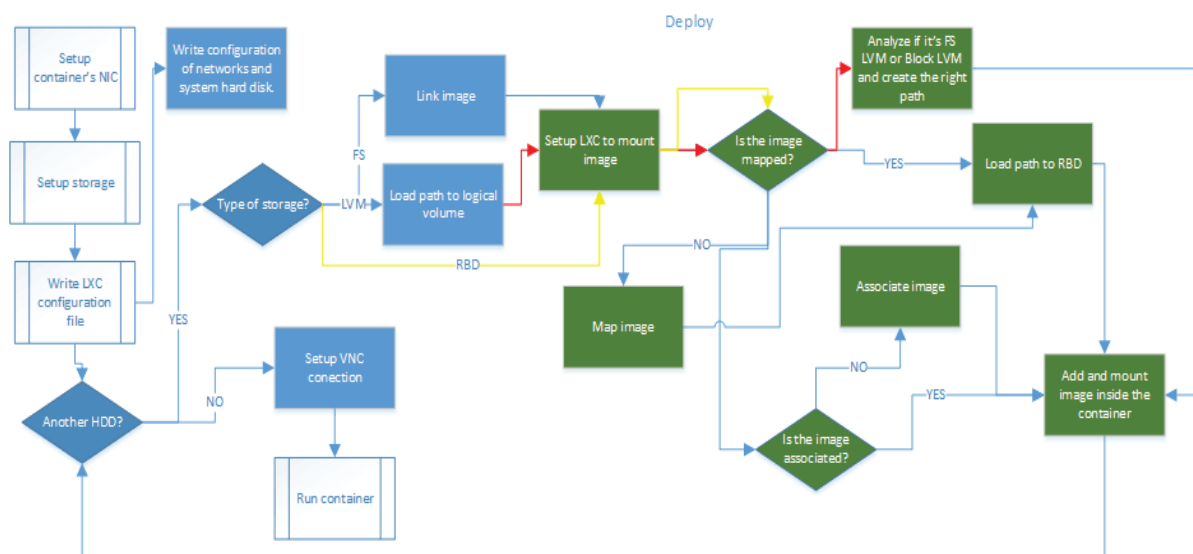 Deploy
Setup
container's NIC
Write configuration
of networks and
system hard disk.
Setup storage
Write LXC
configuration
file
Another HDD?
YES
NO
Type of storage?
FS
LVM
RBD
Link image
Load path to logical
volume
Setup VNC
conection
Run container
Setup LXC to mount
image
Is the image
mapped?
Analyze if it's FS
LVM or Block LVM
and create the right
path
YES
Load path to RBD
NO
Map image
Associate image
NO
YES
Is the image
associated?
Add and mount
image inside the
container